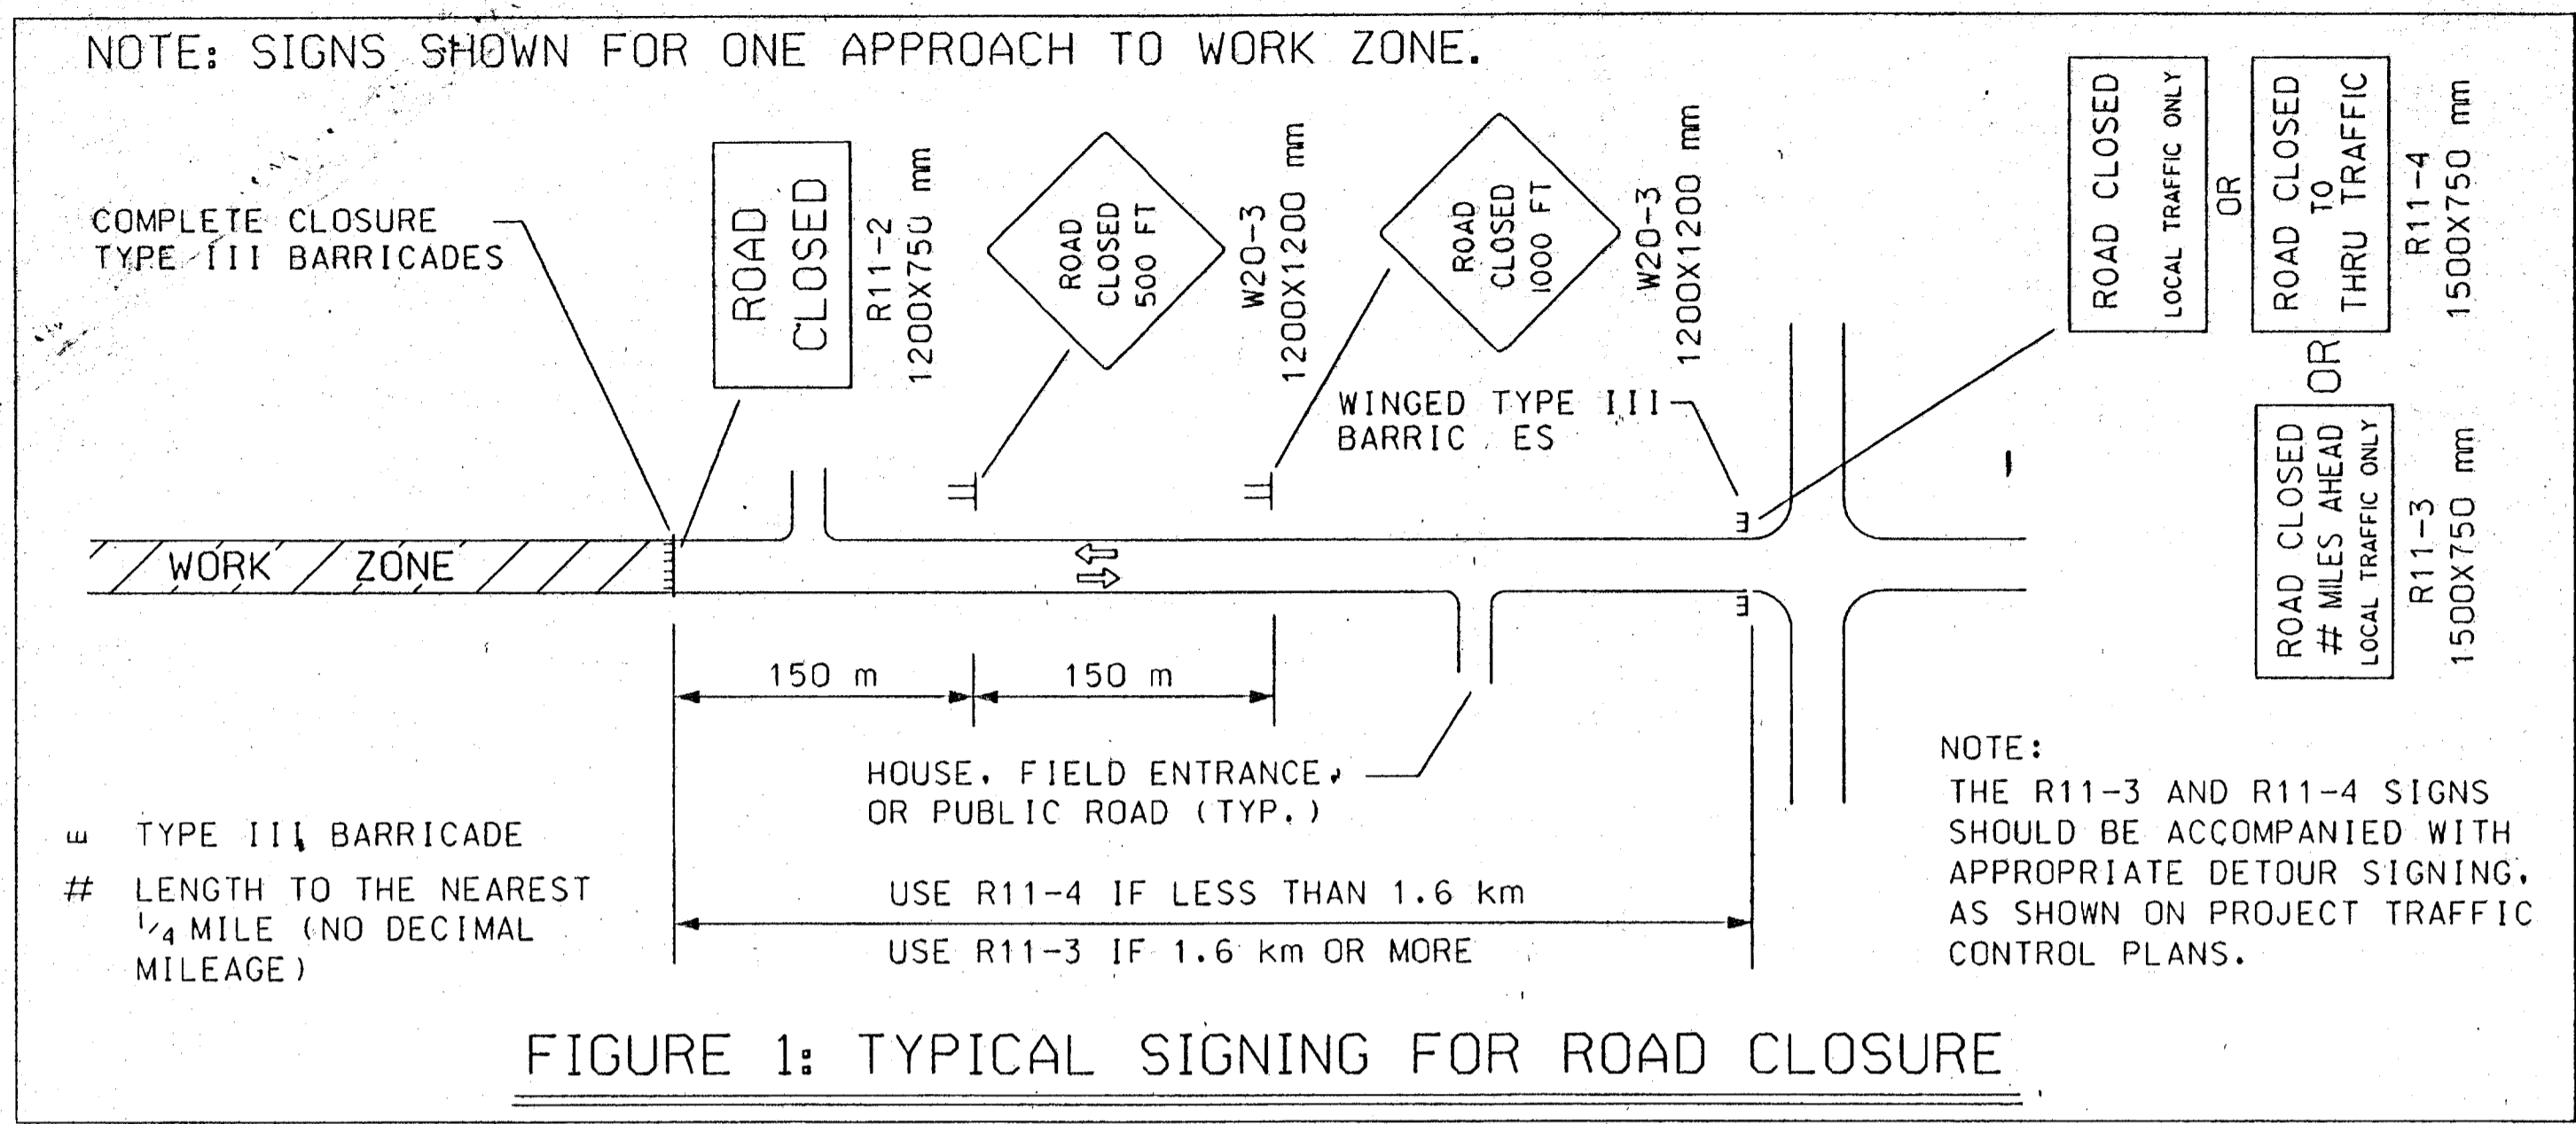 NOTE: SIGNS SHOWN FOR ONE APPROACH TO WORK ZONE.
COMPLETE CLOSURE
TYPE III BARRICADES
ROAD
CLOSED
R11-2
1200X750 mm
ROAD
CLOSED
500 FT
W20-3
1200X1200 mm
ROAD
CLOSED
1000 FT
W20-3
1200X1200 mm
WINGED TYPE III
BARRIC ES
ROAD CLOSED
LOCAL TRAFFIC ONLY
OR
ROAD CLOSED
TO
THRU TRAFFIC
R11-4
1500X750 mm
OR
ROAD CLOSED
# MILES AHEAD
LOCAL TRAFFIC ONLY
R11-3
1500X750 mm
WORK ZONE
150 m
150 m
HOUSE, FIELD ENTRANCE,
OR PUBLIC ROAD (TYP.)
TYPE III BARRICADE
# LENGTH TO THE NEAREST
1/4 MILE (NO DECIMAL
MILEAGE)
USE R11-4 IF LESS THAN 1.6 km
USE R11-3 IF 1.6 km OR MORE
NOTE:
THE R11-3 AND R11-4 SIGNS
SHOULD BE ACCOMPANIED WITH
APPROPRIATE DETOUR SIGNING,
AS SHOWN ON PROJECT TRAFFIC
CONTROL PLANS.
FIGURE 1: TYPICAL SIGNING FOR ROAD CLOSURE